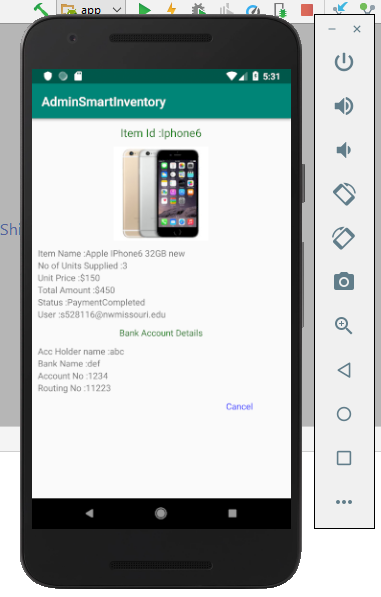 app
5:31
AdminSmartInventory
Item Id :Iphone6
Shi
Item Name :Apple IPhone6 32GB new
No of Units Supplied :3
Unit Price :$150
Total Amount :$450
Status :PaymentCompleted
User :s528116@nwmissouri.edu
Bank Account Details
Acc Holder name :abc
Bank Name :def
Account No :1234
Routing No :11223
Cancel